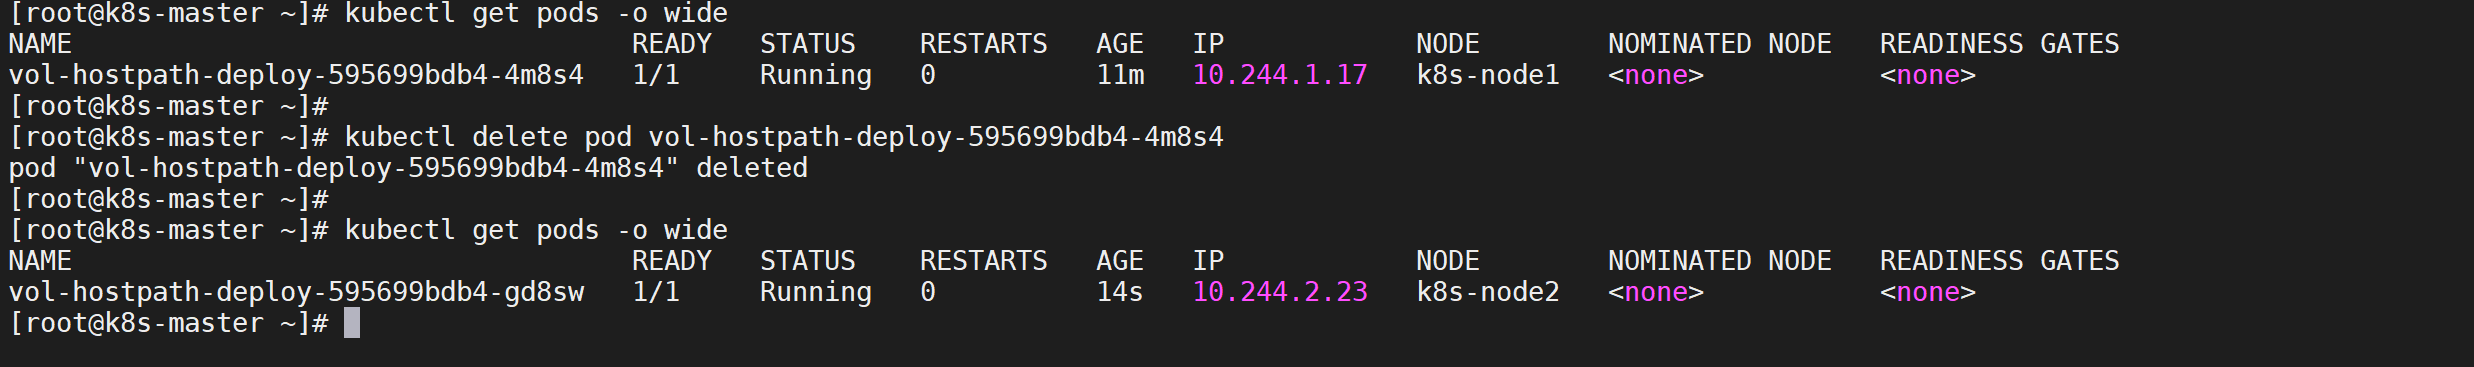 [root@k8s-master ~]# kubectl get pods -o wide
NAME                                   READY   STATUS    RESTARTS   AGE   IP            NODE        NOMINATED NODE   READINESS GATES
vol-hostpath-deploy-595699bdb4-4m8s4   1/1     Running   0          11m   10.244.1.17   k8s-node1   <none>           <none>
[root@k8s-master ~]#
[root@k8s-master ~]# kubectl delete pod vol-hostpath-deploy-595699bdb4-4m8s4
pod "vol-hostpath-deploy-595699bdb4-4m8s4" deleted
[root@k8s-master ~]#
[root@k8s-master ~]# kubectl get pods -o wide
NAME                                   READY   STATUS    RESTARTS   AGE   IP            NODE        NOMINATED NODE   READINESS GATES
vol-hostpath-deploy-595699bdb4-gd8sw   1/1     Running   0          14s   10.244.2.23   k8s-node2   <none>           <none>
[root@k8s-master ~]#